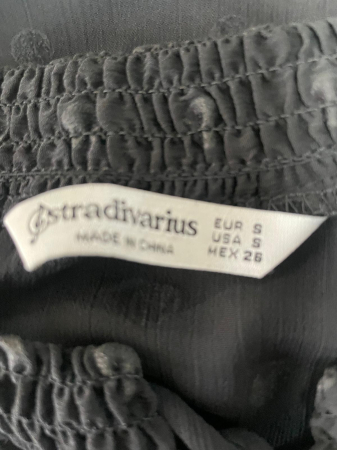 stradivarius
MADE IN CHINA
EUR S
USA S
MEX 26